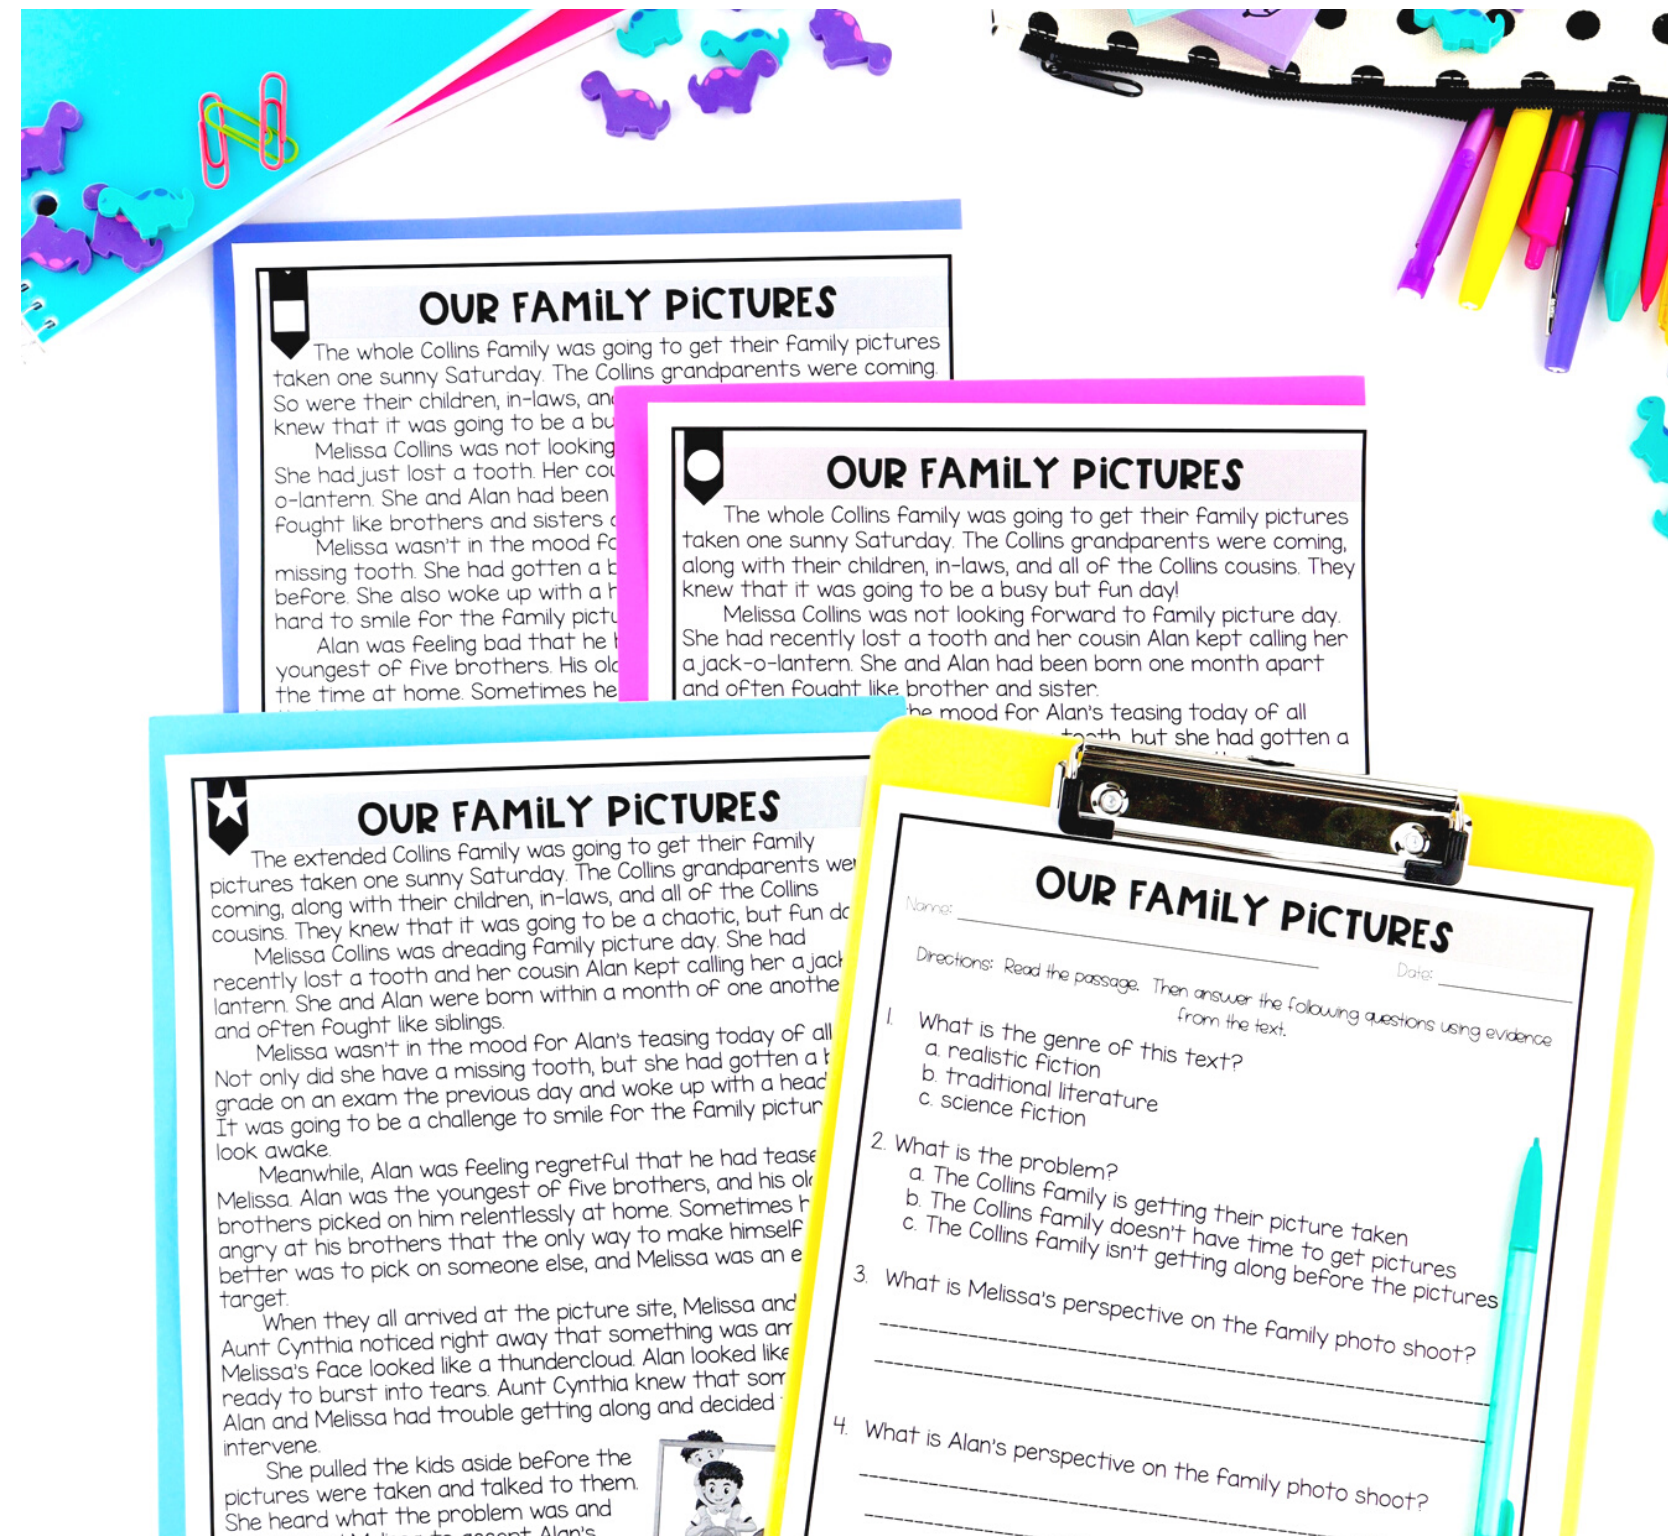 OUR FAMiLY PiCTURES
The whole Collins family was going to get their family pictures
taken one sunny Saturday. The Collins grandparents were coming.
So were their children, in-laws, and
knew that it was going to be a
Melissa Collins was not looking
She had just lost a tooth. Her
o-lantern. She and Alan had been
fought like brothers and sisters
Melissa wasn't in the mood
missing tooth. She had gotten a
before. She also woke up with a
hard to smile for the family
Alan was feeling bad that he
youngest of five brothers. His
the time at home. Sometimes he
OUR FAMiLY PiCTURES
The whole Collins family was going to get their family pictures
taken one sunny Saturday. The Collins grandparents were coming,
along with their children, in-laws, and all of the Collins cousins. They
knew that it was going to be a busy but fun day!
Melissa Collins was not looking forward to family picture day.
She had recently lost a tooth and her cousin Alan kept calling her
a jack-o-lantern. She and Alan had been born one month apart
and often fought like brother and sister.
the mood for Alan's teasing today of all
tooth, but she had gotten a
OUR FAMiLY PiCTURES
The extended Collins family was going to get their family
pictures taken one sunny Saturday. The Collins grandparents
coming, along with their children, in-laws, and all of the Collins
cousins. They knew that it was going to be a chaotic, but fun
Melissa Collins was dreading family picture day. She had
recently lost a tooth and her cousin Alan kept calling her a
lantern. She and Alan were born within a month of one
and often fought like siblings.
Melissa wasn't in the mood for Alan's teasing today of all
Not only did she have a missing tooth, but she had gotten a
grade on an exam the previous day and woke up with a
It was going to be a challenge to smile for the family
look awake.
Meanwhile, Alan was feeling regretful that he had
Melissa. Alan was the youngest of five brothers, and his
brothers picked on him relentlessly at home. Sometimes
angry at his brothers that the only way to make himself
better was to pick on someone else, and Melissa was an
target.
When they all arrived at the picture site, Melissa and
Aunt Cynthia noticed right away that something was
Melissa's face looked like a thundercloud. Alan looked like
ready to burst into tears. Aunt Cynthia knew that
Alan and Melissa had trouble getting along and decided
intervene.
She pulled the kids aside before the
pictures were taken and talked to them.
She heard what the problem was and
Alan's
OUR FAMiLY PiCTURES
Name:
Date:
Directions: Read the passage. Then answer the following questions using evidence
from the text.
1. What is the genre of this text?
a. realistic fiction
b. traditional literature
c. science fiction
2. What is the problem?
a. The Collins family is getting their picture taken
b. The Collins family doesn't have time to get pictures
c. The Collins family isn't getting along before the pictures
3. What is Melissa's perspective on the family photo shoot?
4. What is Alan's perspective on the family photo shoot?